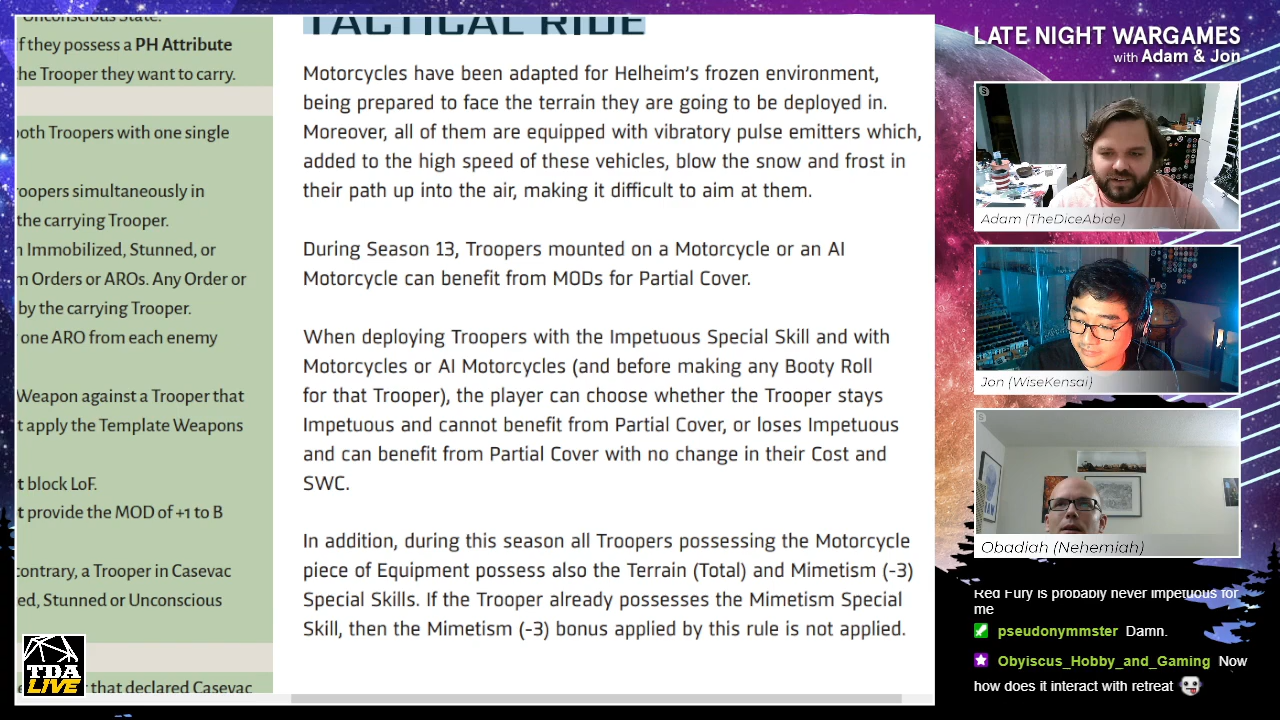 Unconscious State.
if they possess a PH Attribute
he Trooper they want to carry.
oth Troopers with one single
roopers simultaneously in
the carrying Trooper.
n Immobilized, Stunned, or
m Orders or AROs. Any Order or
by the carrying Trooper.
one ARO from each enemy
Weapon against a Trooper that
t apply the Template Weapons
t block LoF.
t provide the MOD of +1 to B
contrary, a Trooper in Casevac
ed, Stunned or Unconscious
that declared Casevac
TACTICAL RIDE
Motorcycles have been adapted for Helheim's frozen environment,
being prepared to face the terrain they are going to be deployed in.
Moreover, all of them are equipped with vibratory pulse emitters which,
added to the high speed of these vehicles, blow the snow and frost in
their path up into the air, making it difficult to aim at them.
During Season 13, Troopers mounted on a Motorcycle or an AI
Motorcycle can benefit from MODs for Partial Cover.
When deploying Troopers with the Impetuous Special Skill and with
Motorcycles or AI Motorcycles (and before making any Booty Roll
for that Trooper), the player can choose whether the Trooper stays
Impetuous and cannot benefit from Partial Cover, or loses Impetuous
and can benefit from Partial Cover with no change in their Cost and
SWC.
In addition, during this season all Troopers possessing the Motorcycle
piece of Equipment possess also the Terrain (Total) and Mimetism (-3)
Special Skills. If the Trooper already possesses the Mimetism Special
Skill, then the Mimetism (-3) bonus applied by this rule is not applied.
TDA
LIVE
LATE NIGHT WARGAMES
with Adam & Jon
Adam (TheDiceAbide)
Jon (WiseKensai)
Obadiah (Nehemiah)
Red Fury is probably never impetuous for
me
pseudonymmster Damn.
Obyiscus_Hobby_and_Gaming Now
how does it interact with retreat